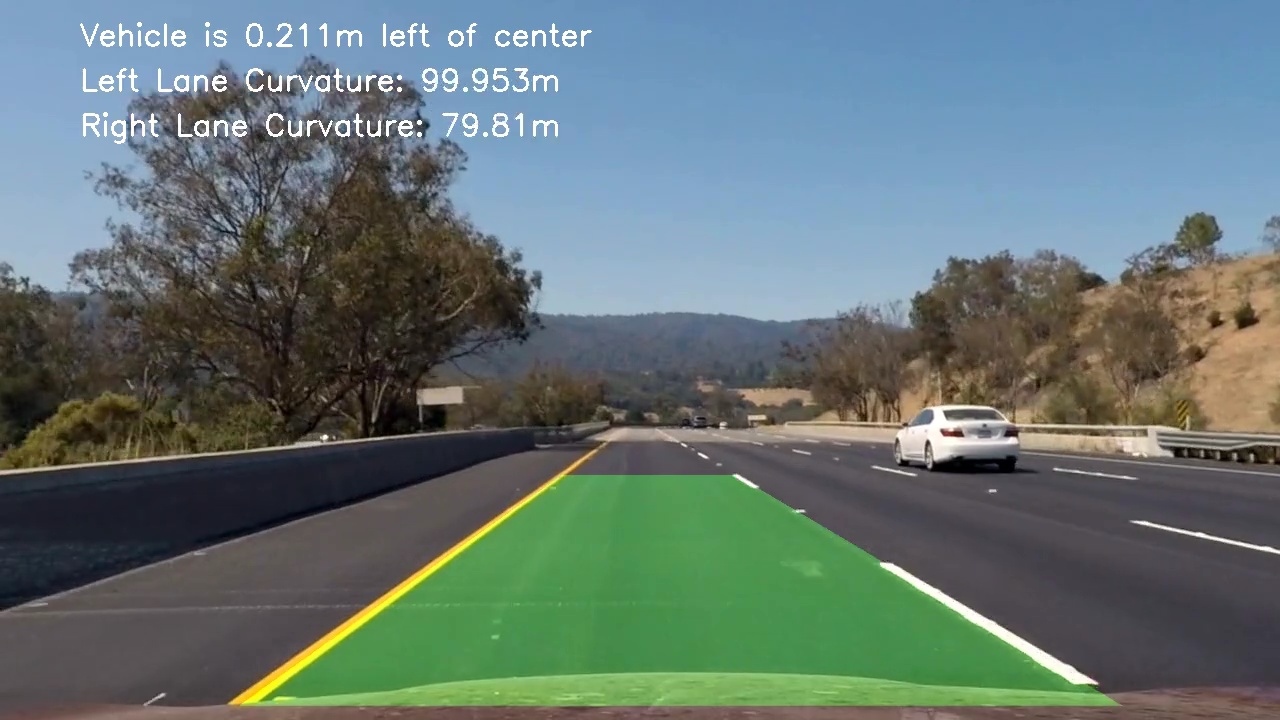 Vehicle is 0.211m left of center
Left Lane Curvature: 99.953m
Right Lane Curvature: 79.81m